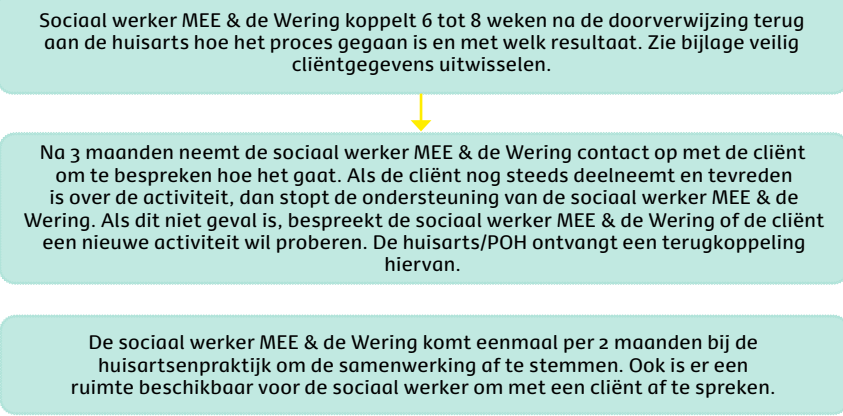 Sociaal werker MEE & de Wering koppelt 6 tot 8 weken na de doorverwijzing terug
aan de huisarts hoe het proces gegaan is en met welk resultaat. Zie bijlage veilig
cliëntgegevens uitwisselen.
Na 3 maanden neemt de sociaal werker MEE & de Wering contact op met de cliënt
om te bespreken hoe het gaat. Als de cliënt nog steeds deelneemt en tevreden
is over de activiteit, dan stopt de ondersteuning van de sociaal werker MEE & de
Wering. Als dit niet geval is, bespreekt de sociaal werker MEE & de Wering of de cliënt
een nieuwe activiteit wil proberen. De huisarts/POH ontvangt een terugkoppeling
hiervan.
De sociaal werker MEE & de Wering komt eenmaal per 2 maanden bij de
huisartsenpraktijk om de samenwerking af te stemmen. Ook is er een
ruimte beschikbaar voor de sociaal werker om met een cliënt af te spreken.